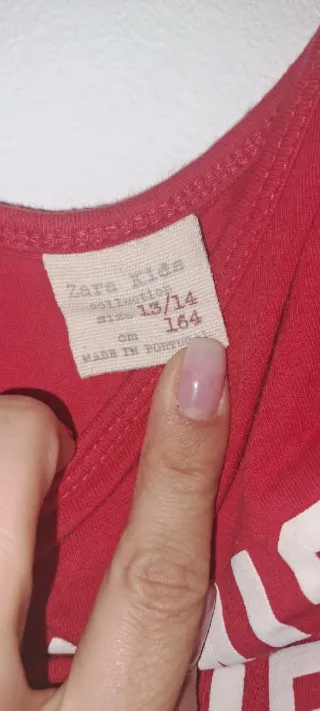 Zara Kids
collection
size 13/14
cm 164
MADE IN PORTUGAL